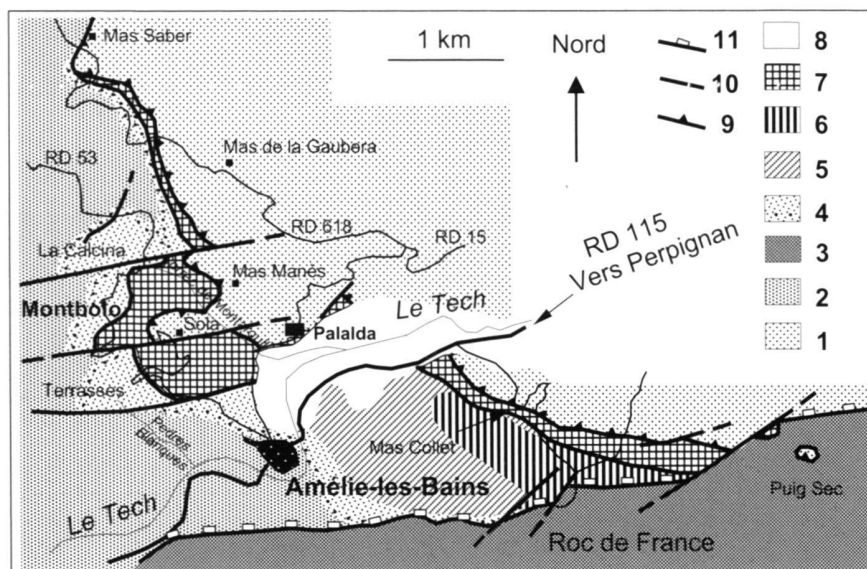 Mas Saber
1 km
Nord
11
8
10
7
9
6
5
4
3
2
1
Mas de la Gaubera
RD 53
RD 618
RD 15
RD 115
Vers Perpignan
La Calcina
Mas Manès
Montbolo
Sola
Palalda
Le Tech
Terrasses
Pedres
Blanques
Mas Collet
Amélie-les-Bains
Le Tech
Puig Sec
Roc de France